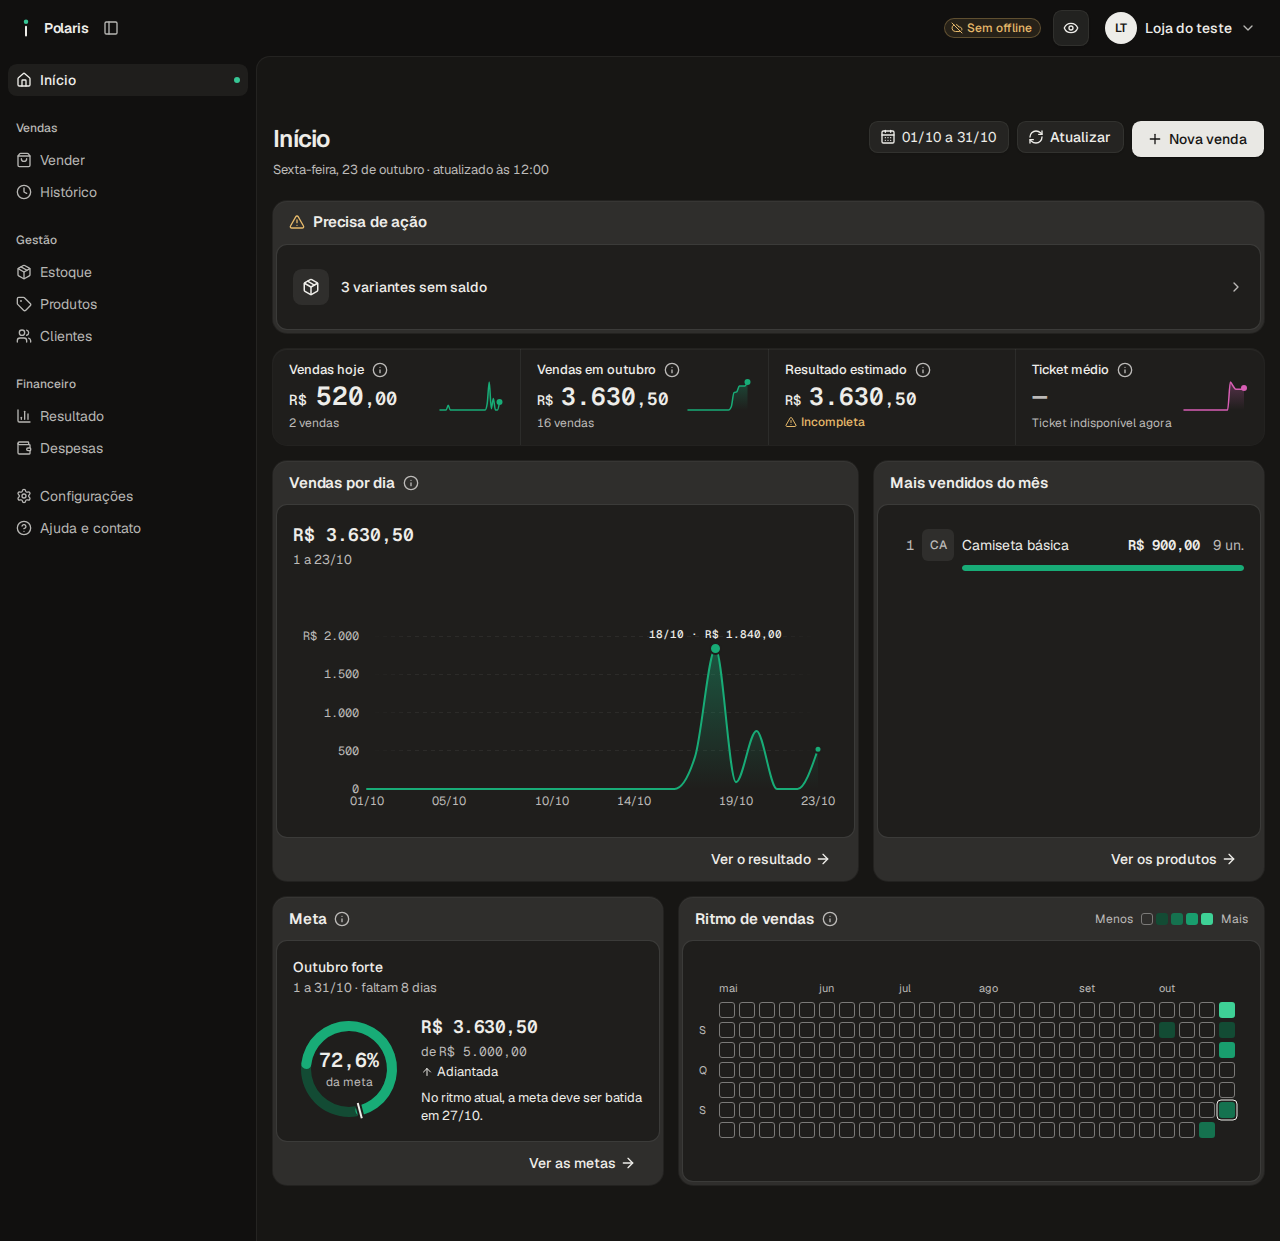 Polaris
Sem offline
LT
Loja do teste
Início
Vendas
Vender
Histórico
Gestão
Estoque
Produtos
Clientes
Financeiro
Resultado
Despesas
Configurações
Ajuda e contato
Início
Sexta-feira, 23 de outubro · atualizado às 12:00
01/10 a 31/10
Atualizar
Nova venda
Precisa de ação
3 variantes sem saldo
Vendas hoje
R$ 520,00
2 vendas
Vendas em outubro
R$ 3.630,50
16 vendas
Resultado estimado
R$ 3.630,50
Incompleta
Ticket médio
—
Ticket indisponível agora
Vendas por dia
R$ 3.630,50
1 a 23/10
18/10 · R$ 1.840,00
R$ 2.000
1.500
1.000
500
0
01/10 05/10 10/10 14/10 19/10 23/10
Ver o resultado
Mais vendidos do mês
1 CA Camiseta básica R$ 900,00 9 un.
Ver os produtos
Meta
Outubro forte
1 a 31/10 · faltam 8 dias
72,6%
da meta
R$ 3.630,50
de R$ 5.000,00
Adiantada
No ritmo atual, a meta deve ser batida
em 27/10.
Ver as metas
Ritmo de vendas
Menos Mais
mai jun jul ago set out
S
Q
S